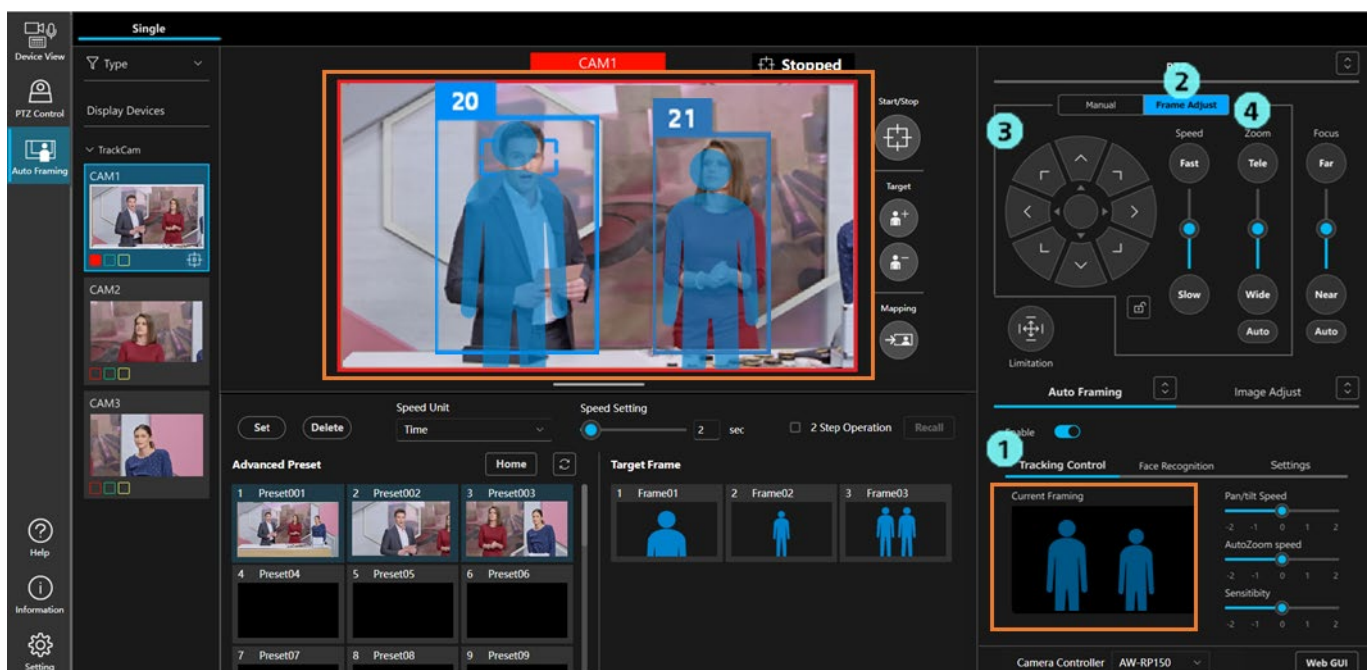 Single
Device View
PTZ Control
Auto Framing
Help
Information
Setting
Type
Display Devices
TrackCam
CAM1
CAM2
CAM3
CAM1
Stopped
20
21
Start/Stop
Target
Mapping
2
Manual
Frame Adjust
3
4
Speed
Zoom
Focus
Fast
Tele
Far
Slow
Wide
Near
Auto
Auto
Limitation
Auto Framing
Image Adjust
Enable
1
Tracking Control
Face Recognition
Settings
Current Framing
Pan/tilt Speed
-2 -1 0 1 2
AutoZoom speed
-2 -1 0 1 2
Sensitibity
-2 -1 0 1 2
Camera Controller AW-RP150
Web GUI
Set
Delete
Speed Unit
Time
Speed Setting
2 sec
2 Step Operation
Recall
Advanced Preset
Home
Target Frame
1 Preset001
2 Preset002
3 Preset003
1 Frame01
2 Frame02
3 Frame03
4 Preset04
5 Preset05
6 Preset06
7 Preset07
8 Preset08
9 Preset09